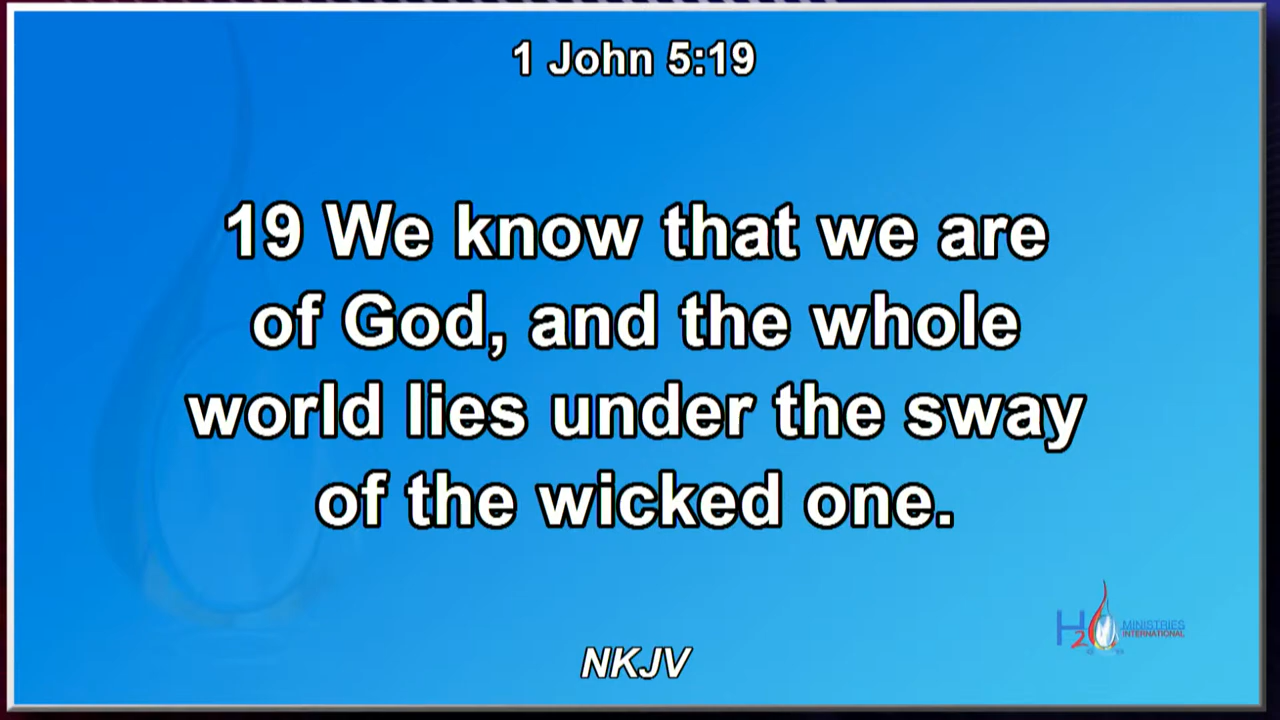 1 John 5:19
19 We know that we are
of God, and the whole
world lies under the sway
of the wicked one.
NKJV
H2O MINISTRIES
INTERNATIONAL